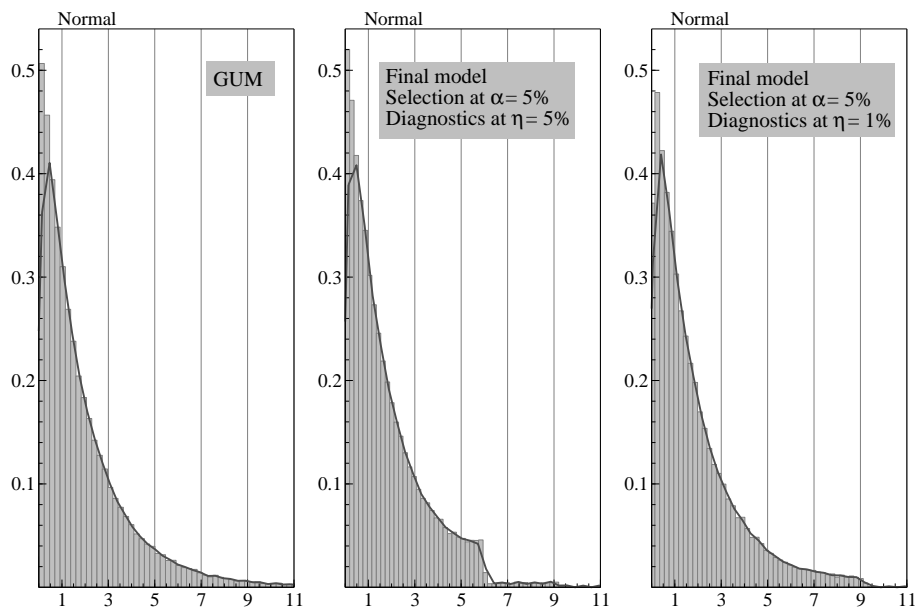 Normal
GUM
0.5
0.4
0.3
0.2
0.1
1 3 5 7 9 11
Normal
Final model
Selection at α= 5%
Diagnostics at η= 5%
0.5
0.4
0.3
0.2
0.1
1 3 5 7 9 11
Normal
Final model
Selection at α= 5%
Diagnostics at η= 1%
0.5
0.4
0.3
0.2
0.1
1 3 5 7 9 11